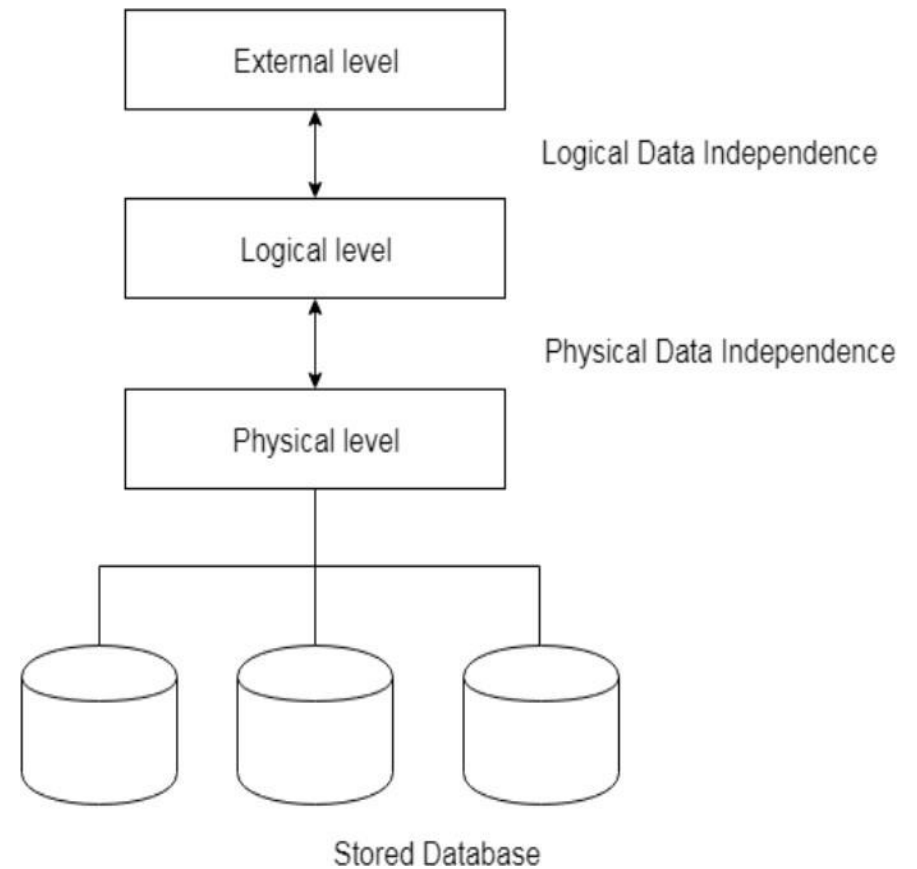 External level
Logical Data Independence
Logical level
Physical Data Independence
Physical level
Stored Database